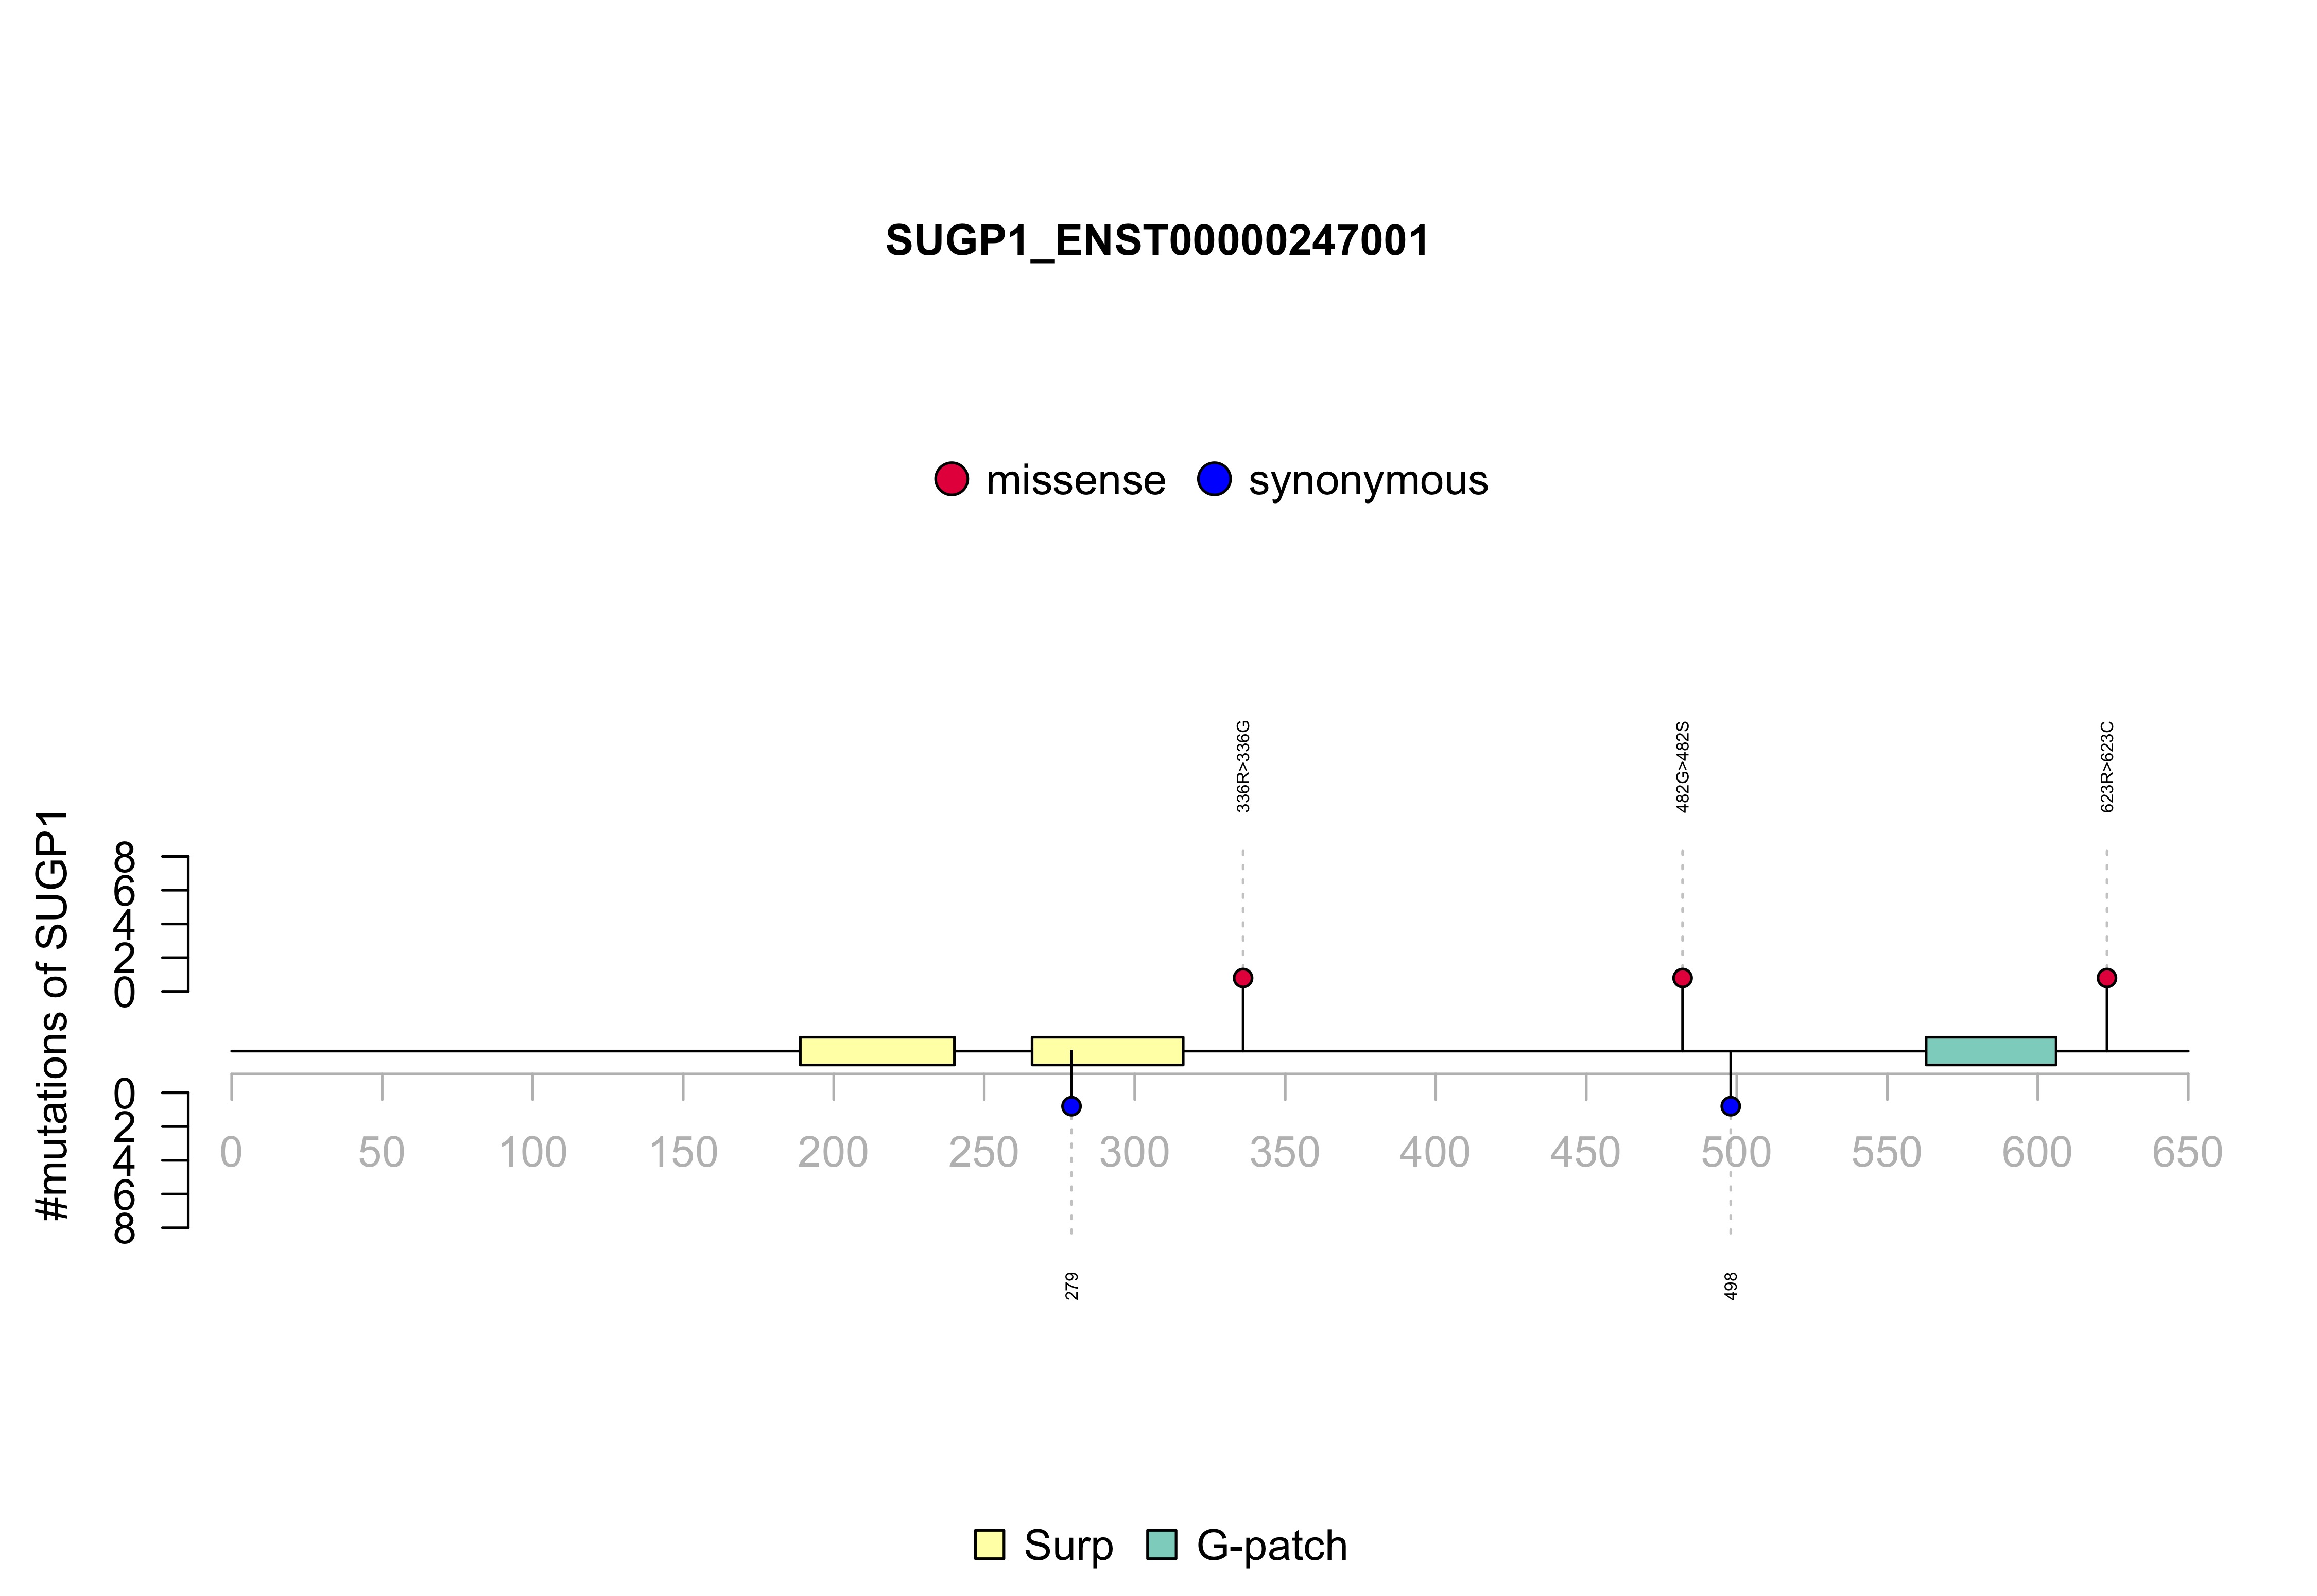 SUGP1_ENST00000247001
missense synonymous
336R>336G
482G>482S
623R>623C
#mutations of SUGP1
8
6
4
2
0
0
2
4
6
8
0 50 100 150 200 250 300 350 400 450 500 550 600 650
279
498
Surp G-patch